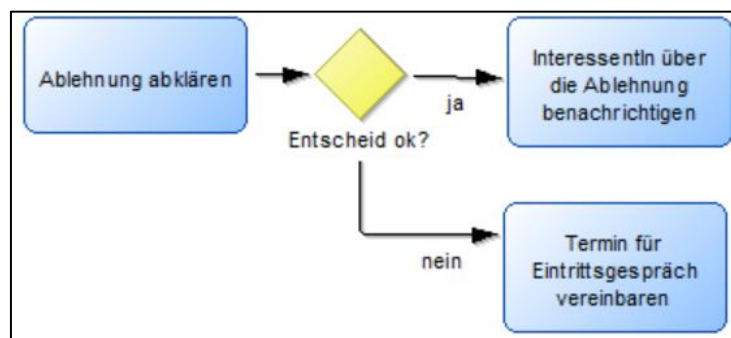 Ablehnung abklären
Entscheid ok?
ja
InteressentIn über
die Ablehnung
benachrichtigen
nein
Termin für
Eintrittsgespräch
vereinbaren